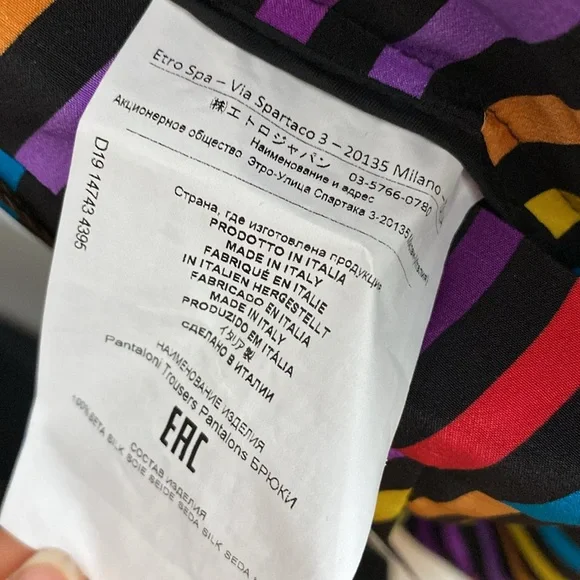 Etro Spa – Via Spartaco 3 – 20135 Milano
㈱エトロジャパン 03-5766-0780
Наименование и адрес
Акционерное общество Этро-Улица Спартака 3-20135
Страна, где изготовлена продукция
PRODOTTO IN ITALIA
MADE IN ITALY
FABRIQUÉ EN ITALIE
IN ITALIEN HERGESTELLT
FABRICADO EN ITALIA
MADE IN ITALY
PRODUZIDO EM ITÁLIA
イタリア製
СДЕЛАНО В ИТАЛИИ
НАИМЕНОВАНИЕ ИЗДЕЛИЯ
Pantaloni Trousers Pantalons БРЮКИ
EAC
СОСТАВ ИЗДЕЛИЯ
100% SETA SILK SOIE SEIDE SEDA SILK SEDA
D19 14743 4395